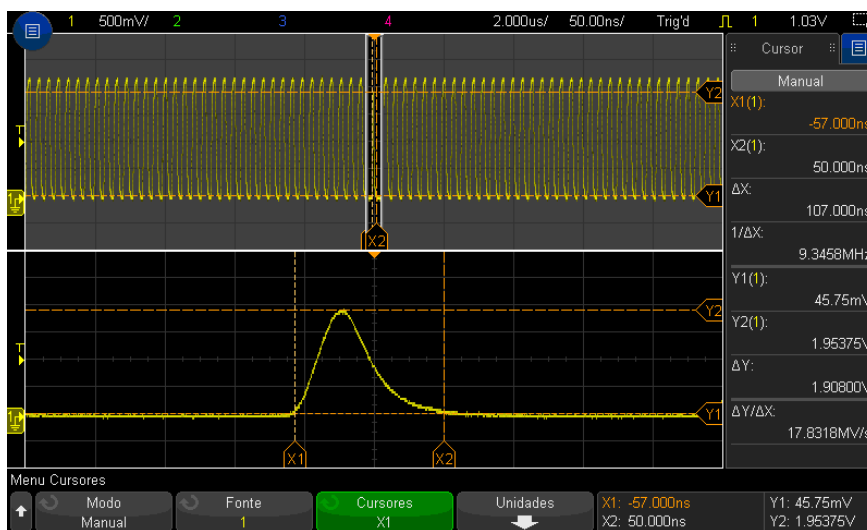 1 500mV/ 2 3 4 2.000us/ 50.00ns/ Trig'd 1 1.03V
Cursor
Manual
X1(1):
-57.000ns
X2(1):
50.000ns
ΔX:
107.000ns
1/ΔX:
9.3458MHz
Y1(1):
45.75mV
Y2(1):
1.95375V
ΔY:
1.90800V
ΔY/ΔX:
17.8318MV/s
Y2
T
1
Y1
X2
Y2
T
1
Y1
X1 X2
Menu Cursores
Modo
Manual
Fonte
1
Cursores
X1
Unidades
X1: -57.000ns
X2: 50.000ns
Y1: 45.75mV
Y2: 1.95375V